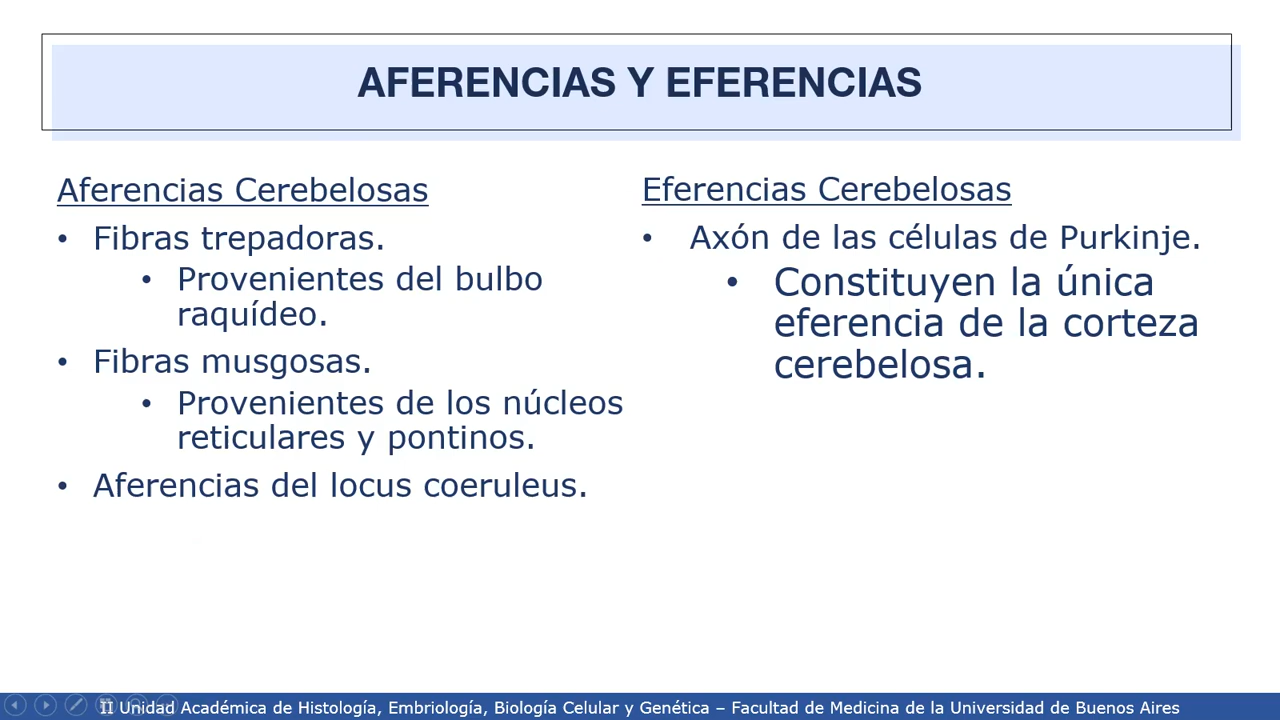 AFERENCIAS Y EFERENCIAS
Aferencias Cerebelosas
• Fibras trepadoras.
• Provenientes del bulbo
raquídeo.
• Fibras musgosas.
• Provenientes de los núcleos
reticulares y pontinos.
• Aferencias del locus coeruleus.
Eferencias Cerebelosas
• Axón de las células de Purkinje.
• Constituyen la única
eferencia de la corteza
cerebelosa.
II Unidad Académica de Histología, Embriología, Biología Celular y Genética – Facultad de Medicina de la Universidad de Buenos Aires